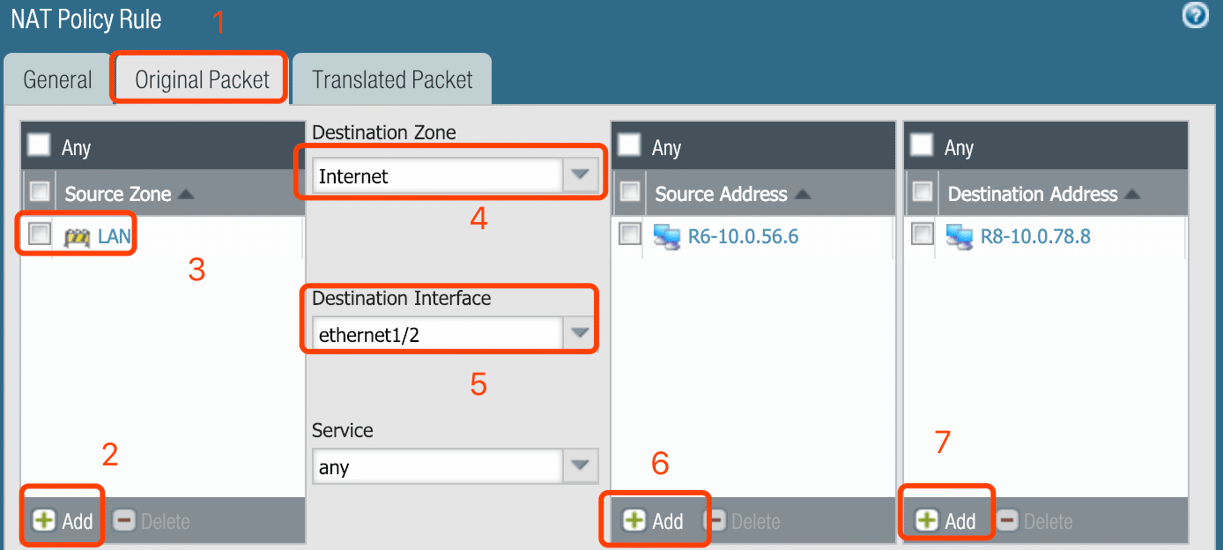 NAT Policy Rule 1
General Original Packet Translated Packet
Any
Source Zone
LAN
3
2
Add Delete
Destination Zone
Internet
4
Destination Interface
ethernet1/2
5
Service
any
Any
Source Address
R6-10.0.56.6
6
Add Delete
Any
Destination Address
R8-10.0.78.8
7
Add Delete